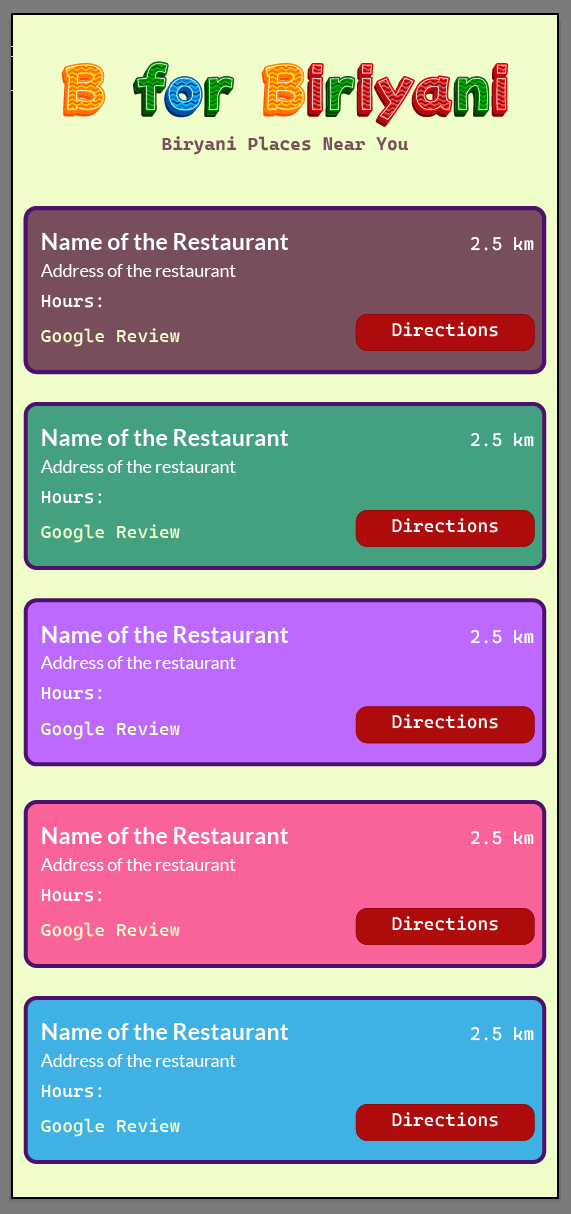 B for Biriyani
Biryani Places Near You
Name of the Restaurant 2.5 km
Address of the restaurant
Hours:
Google Review Directions
Name of the Restaurant 2.5 km
Address of the restaurant
Hours:
Google Review Directions
Name of the Restaurant 2.5 km
Address of the restaurant
Hours:
Google Review Directions
Name of the Restaurant 2.5 km
Address of the restaurant
Hours:
Google Review Directions
Name of the Restaurant 2.5 km
Address of the restaurant
Hours:
Google Review Directions